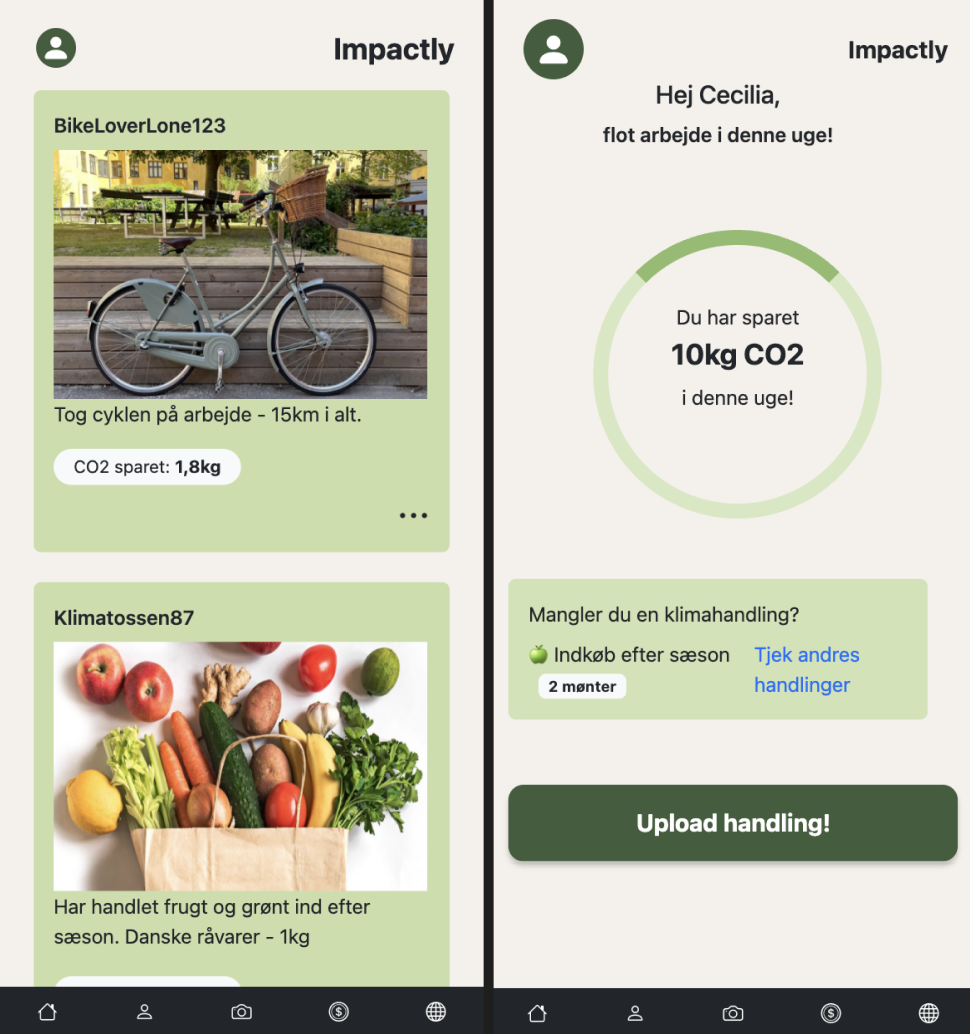 Impactly
BikeLoverLone123
Tog cyklen på arbejde - 15km i alt.
CO2 sparet: 1,8kg
Klimatossen87
Har handlet frugt og grønt ind efter
sæson. Danske råvarer - 1kg
Impactly
Hej Cecilia,
flot arbejde i denne uge!
Du har sparet
10kg CO2
i denne uge!
Mangler du en klimahandling?
🍏 Indkøb efter sæson
2 mønter
Tjek andres
handlinger
Upload handling!